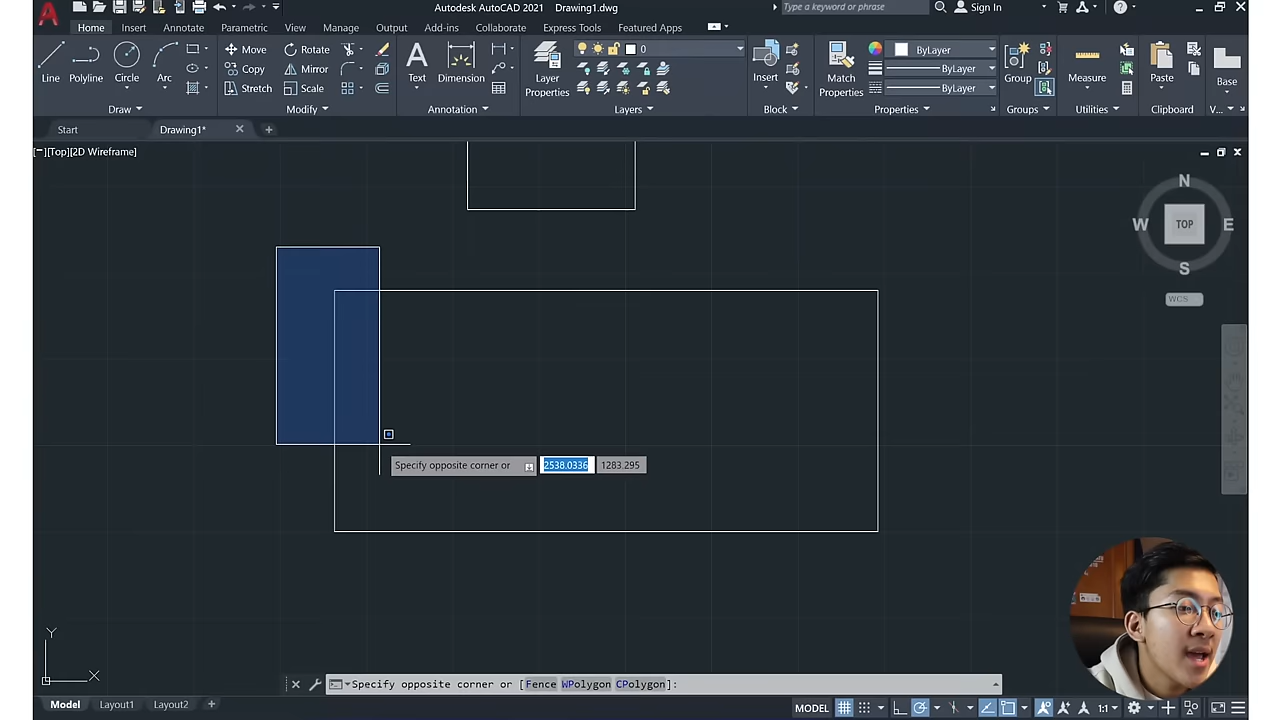 Autodesk AutoCAD 2021 Drawing1.dwg Type a keyword or phrase Sign In
Home Insert Annotate Parametric View Manage Output Add-ins Collaborate Express Tools Featured Apps
Move Rotate 0 ByLayer
Line Polyline Circle Arc Copy Mirror Text Dimension Layer Properties Insert Match Properties ByLayer Group Measure Paste Base
Stretch Scale ByLayer
Draw Modify Annotation Layers Block Properties Groups Utilities Clipboard V...
Start Drawing1*
[−][Top][2D Wireframe]
N
W TOP E
S
WCS
Specify opposite corner or 2538.0336 1283.295
Y
X
Specify opposite corner or [Fence WPolygon CPolygon]:
Model Layout1 Layout2 MODEL 1:1